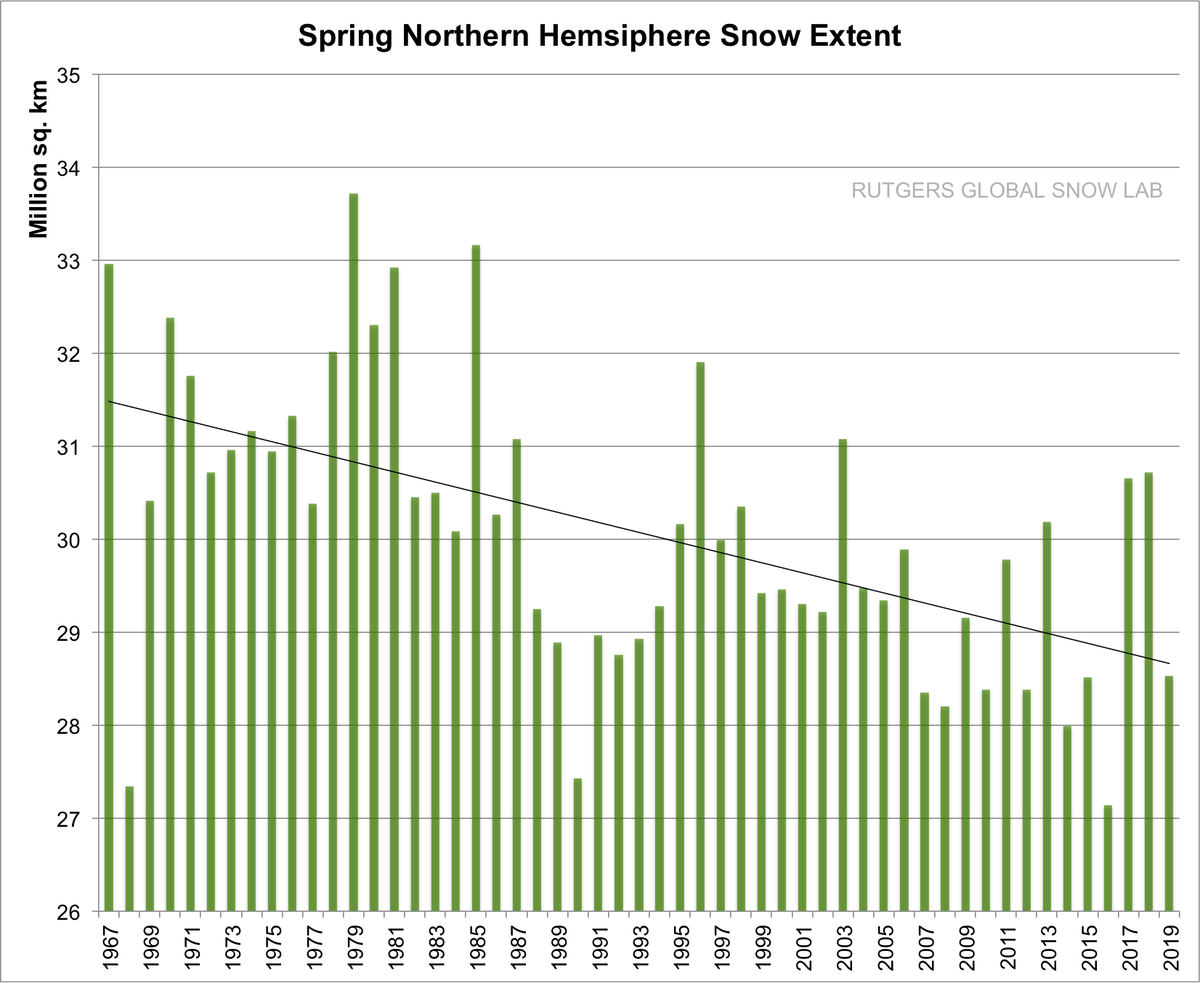 Spring Northern Hemsiphere Snow Extent
Million sq. km
35
34
RUTGERS GLOBAL SNOW LAB
33
32
31
30
29
28
27
26
1967 1969 1971 1973 1975 1977 1979 1981 1983 1985 1987 1989 1991 1993 1995 1997 1999 2001 2003 2005 2007 2009 2011 2013 2015 2017 2019